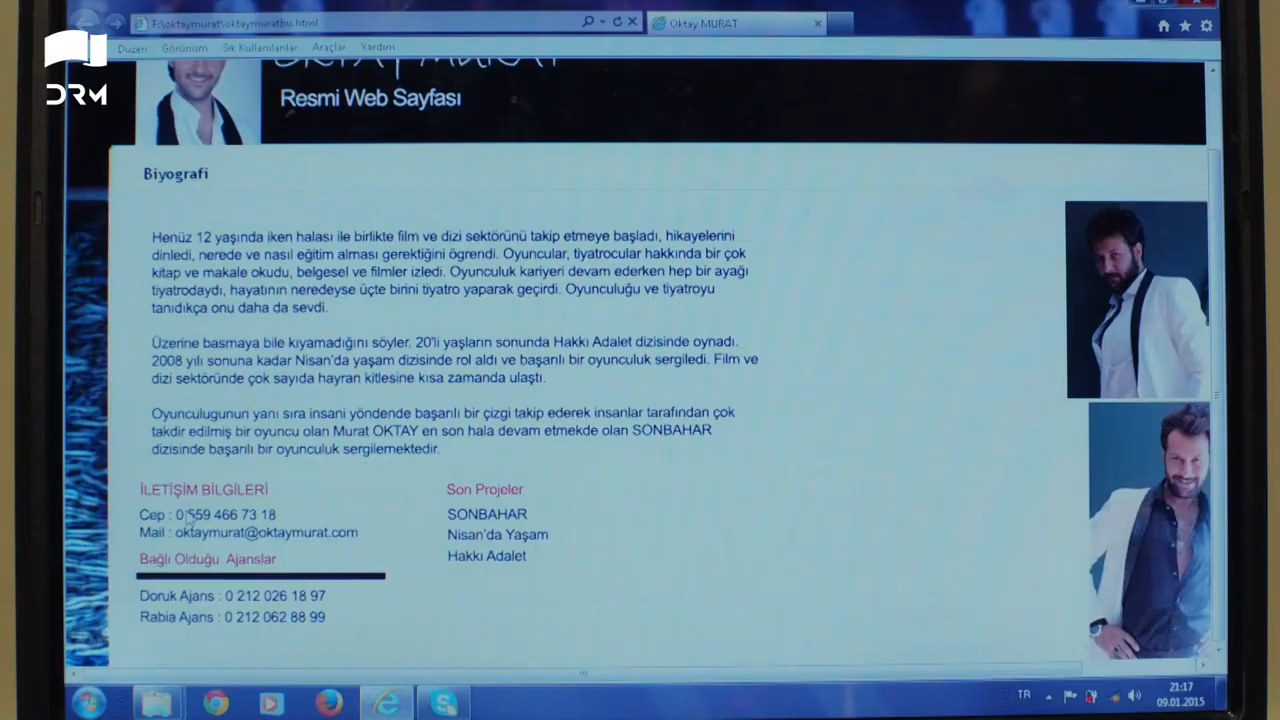 F:\oktaymurat\oktaymuratbu.html
Oktay MURAT
Düzen Görünüm Sık Kullanılanlar Araçlar Yardım
DRM
OKTAY MURAT
Resmi Web Sayfası
Biyografi
Henüz 12 yaşında iken halası ile birlikte film ve dizi sektörünü takip etmeye başladı, hikayelerini
dinledi, nerede ve nasıl eğitim alması gerektiğini ögrendi. Oyuncular, tiyatrocular hakkında bir çok
kitap ve makale okudu, belgesel ve filmler izledi. Oyunculuk kariyeri devam ederken hep bir ayağı
tiyatrodaydı, hayatının neredeyse üçte birini tiyatro yaparak geçirdi. Oyunculuğu ve tiyatroyu
tanıdıkça onu daha da sevdi.
Üzerine basmaya bile kıyamadığını söyler. 20'li yaşların sonunda Hakkı Adalet dizisinde oynadı.
2008 yılı sonuna kadar Nisan'da yaşam dizisinde rol aldı ve başarılı bir oyunculuk sergiledi. Film ve
dizi sektöründe çok sayıda hayran kitlesine kısa zamanda ulaştı.
Oyunculugunun yanı sıra insani yöndende başarılı bir çizgi takip ederek insanlar tarafından çok
takdir edilmiş bir oyuncu olan Murat OKTAY en son hala devam etmekde olan SONBAHAR
dizisinde başarılı bir oyunculuk sergilemektedir.
İLETİŞİM BİLGİLERİ
Cep : 0 559 466 73 18
Mail : oktaymurat@oktaymurat.com
Bağlı Olduğu Ajanslar
Doruk Ajans : 0 212 026 18 97
Rabia Ajans : 0 212 062 88 99
Son Projeler
SONBAHAR
Nisan'da Yaşam
Hakkı Adalet
TR
21:17
09.01.2015